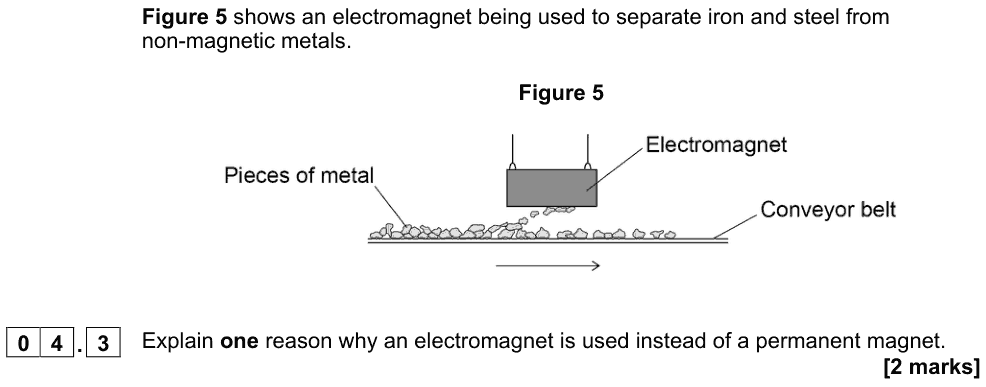 Figure 5 shows an electromagnet being used to separate iron and steel from
non-magnetic metals.
Figure 5
Electromagnet
Pieces of metal
Conveyor belt
0 4 . 3 Explain one reason why an electromagnet is used instead of a permanent magnet.
[2 marks]